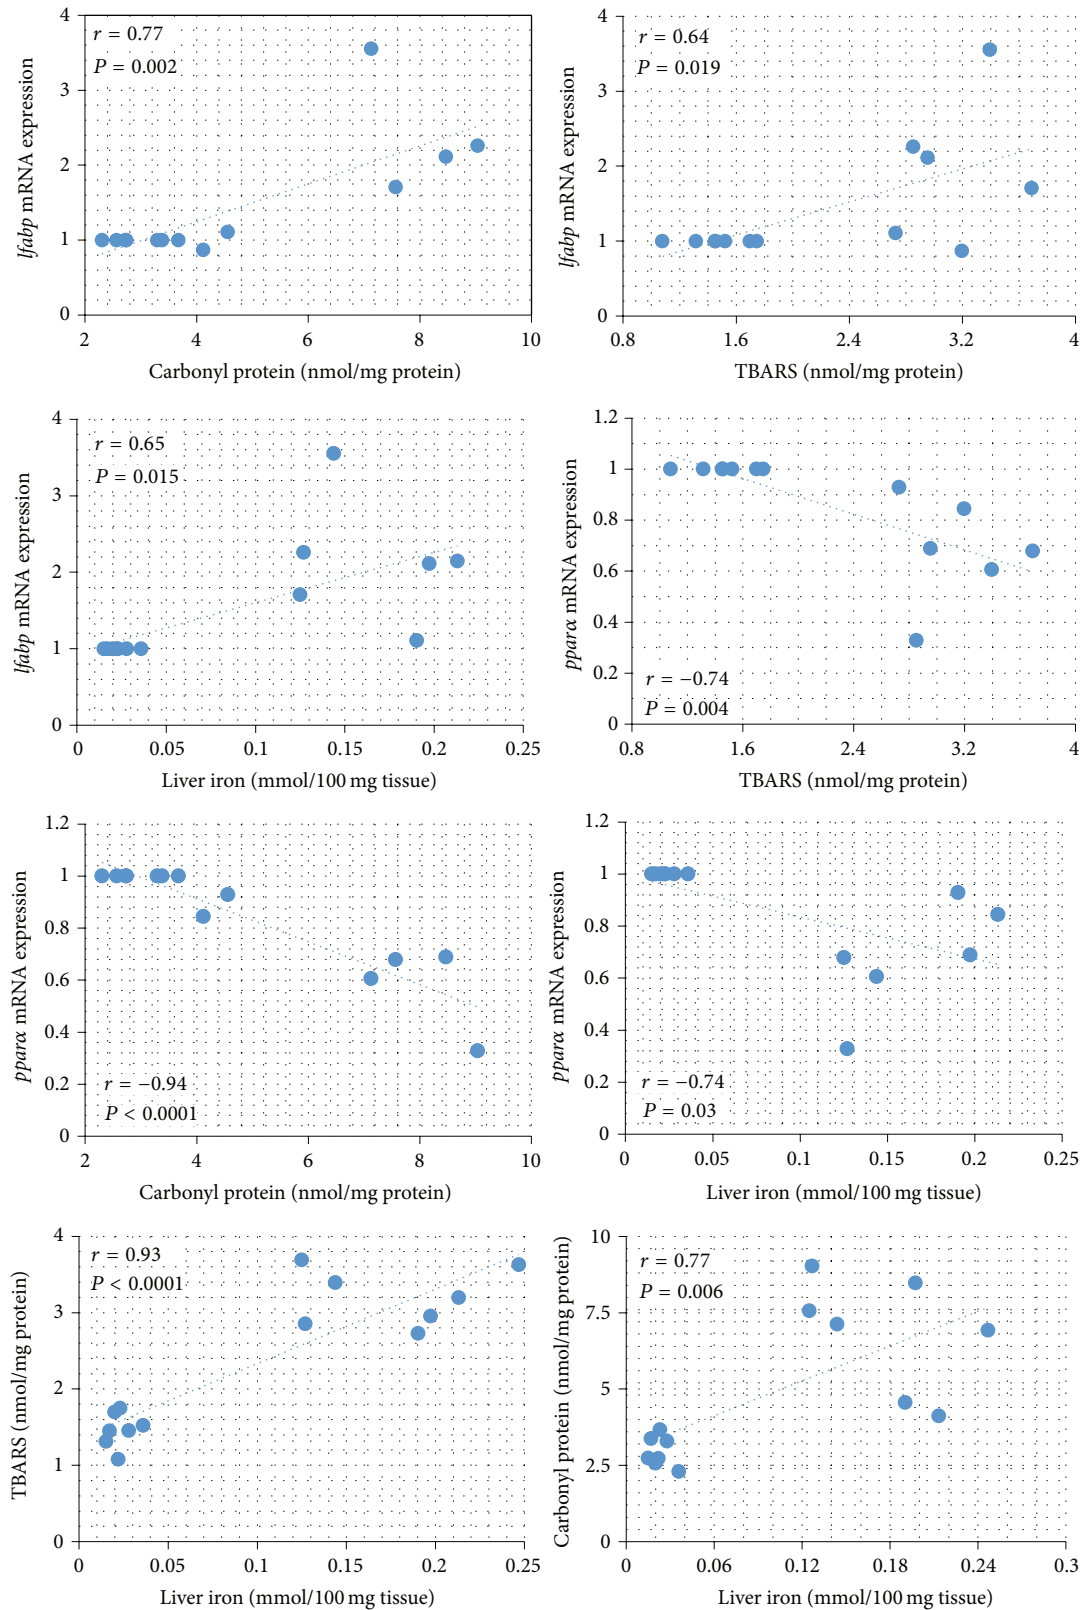 4
3
2
1
0
lfabp mRNA expression
r = 0.77
P = 0.002
2
4
6
8
10
Carbonyl protein (nmol/mg protein)
4
3
2
1
0
lfabp mRNA expression
r = 0.64
P = 0.019
0.8
1.6
2.4
3.2
4
TBARS (nmol/mg protein)
4
3
2
1
0
lfabp mRNA expression
r = 0.65
P = 0.015
0
0.05
0.1
0.15
0.2
0.25
Liver iron (mmol/100 mg tissue)
1.2
1
0.8
0.6
0.4
0.2
0
pparα mRNA expression
r = −0.74
P = 0.004
0.8
1.6
2.4
3.2
4
TBARS (nmol/mg protein)
1.2
1
0.8
0.6
0.4
0.2
0
pparα mRNA expression
r = −0.94
P < 0.0001
2
4
6
8
10
Carbonyl protein (nmol/mg protein)
1.2
1
0.8
0.6
0.4
0.2
0
pparα mRNA expression
r = −0.74
P = 0.03
0
0.05
0.1
0.15
0.2
0.25
Liver iron (mmol/100 mg tissue)
4
3
2
1
0
TBARS (nmol/mg protein)
r = 0.93
P < 0.0001
0
0.05
0.1
0.15
0.2
0.25
Liver iron (mmol/100 mg tissue)
10
7.5
5
2.5
0
Carbonyl protein (nmol/mg protein)
r = 0.77
P = 0.006
0
0.06
0.12
0.18
0.24
0.3
Liver iron (mmol/100 mg tissue)